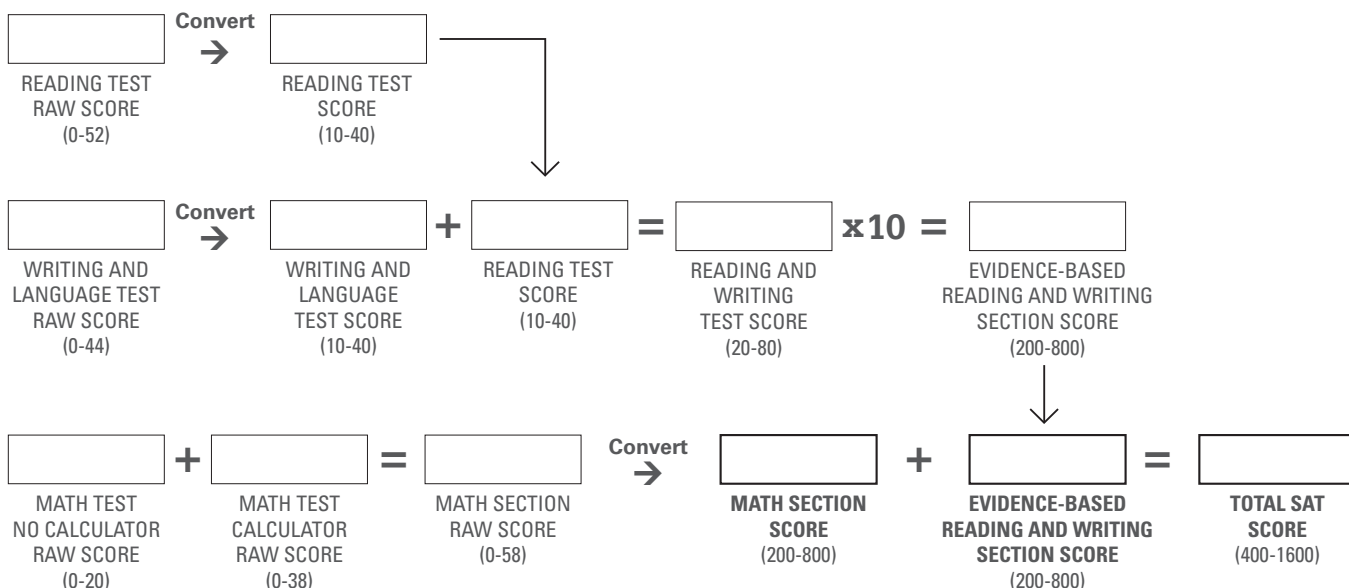 Convert
→
READING TEST
RAW SCORE
(0-52)
READING TEST
SCORE
(10-40)
Convert
→
+
=
x10 =
WRITING AND
LANGUAGE TEST
RAW SCORE
(0-44)
WRITING AND
LANGUAGE
TEST SCORE
(10-40)
READING TEST
SCORE
(10-40)
READING AND
WRITING
TEST SCORE
(20-80)
EVIDENCE-BASED
READING AND WRITING
SECTION SCORE
(200-800)
+
=
Convert
→
+
=
MATH TEST
NO CALCULATOR
RAW SCORE
(0-20)
MATH TEST
CALCULATOR
RAW SCORE
(0-38)
MATH SECTION
RAW SCORE
(0-58)
MATH SECTION
SCORE
(200-800)
EVIDENCE-BASED
READING AND WRITING
SECTION SCORE
(200-800)
TOTAL SAT
SCORE
(400-1600)